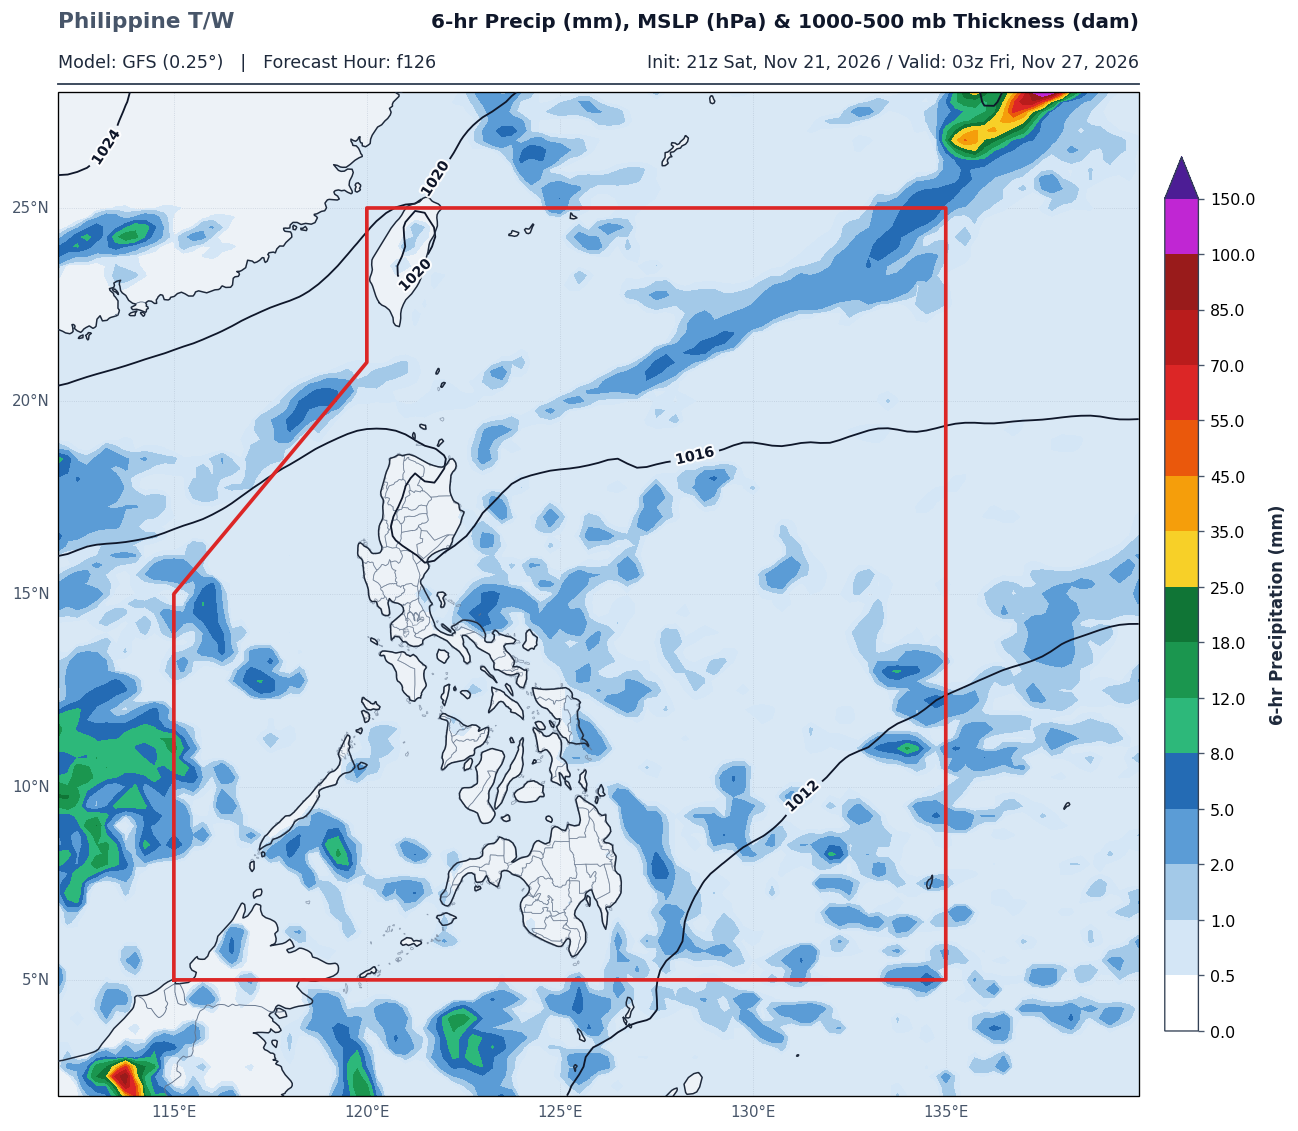 Philippine T/W
6-hr Precip (mm), MSLP (hPa) & 1000-500 mb Thickness (dam)
Model: GFS (0.25°) | Forecast Hour: f126
Init: 21z Sat, Nov 21, 2026 / Valid: 03z Fri, Nov 27, 2026
1024
1020
1020
1016
1012
25°N
20°N
15°N
10°N
5°N
115°E
120°E
125°E
130°E
135°E
150.0
100.0
85.0
70.0
55.0
45.0
35.0
25.0
18.0
12.0
8.0
5.0
2.0
1.0
0.5
0.0
6-hr Precipitation (mm)